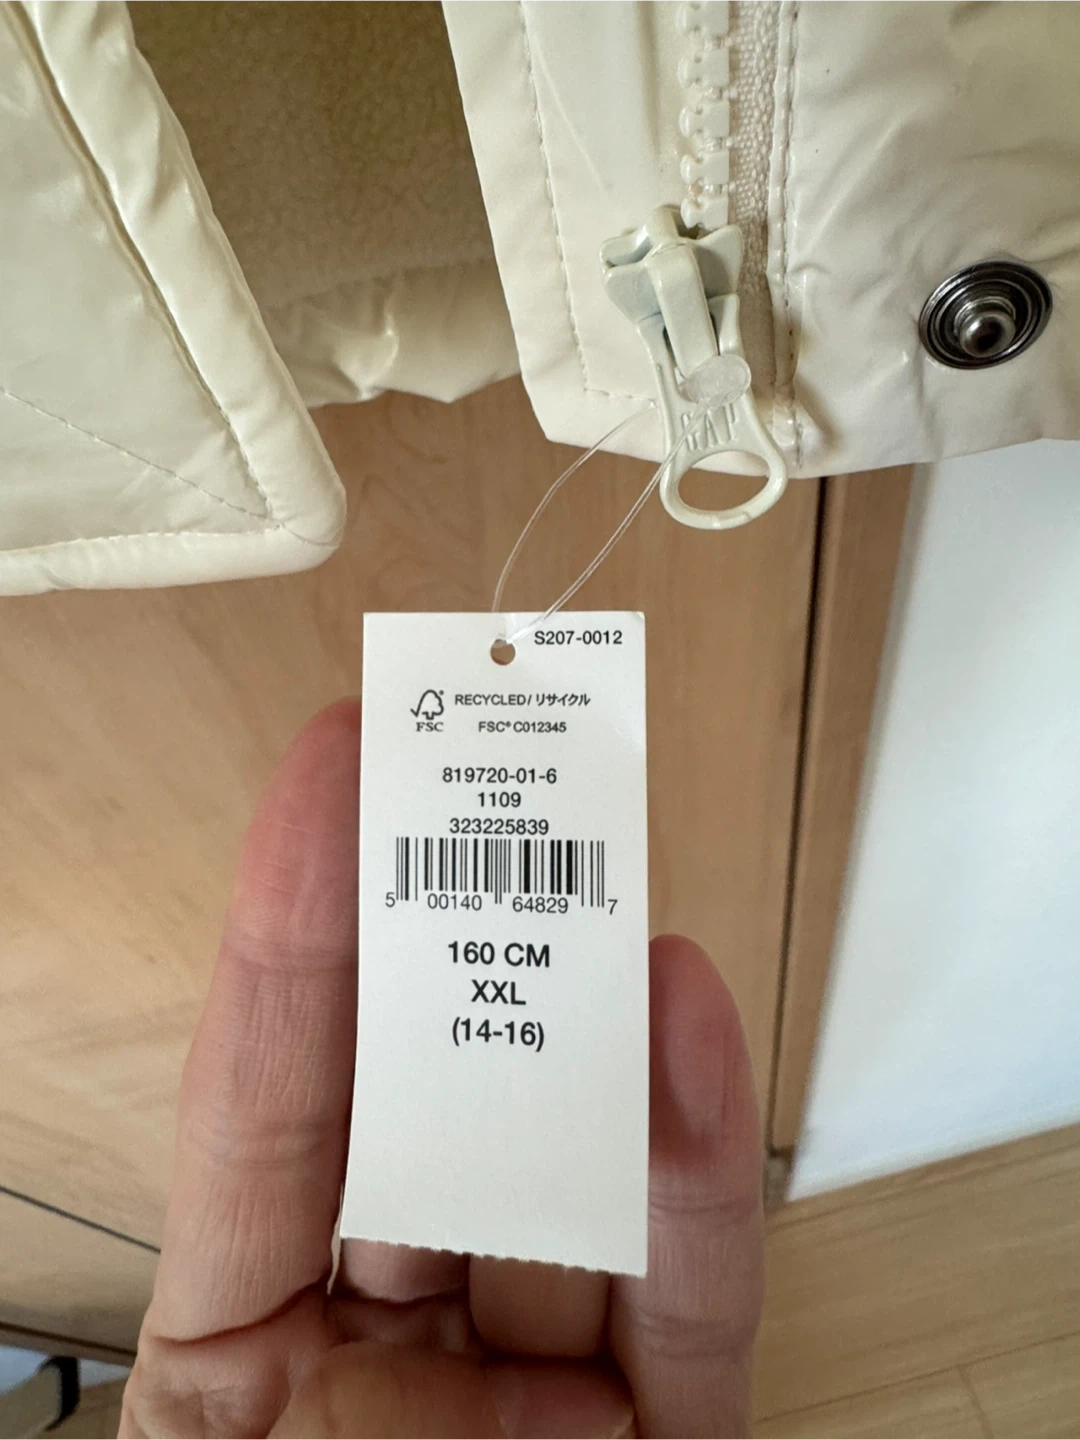 GAP
S207-0012
RECYCLED/ リサイクル
FSC
FSC® C012345
819720-01-6
1109
323225839
5 00140 64829 7
160 CM
XXL
(14-16)